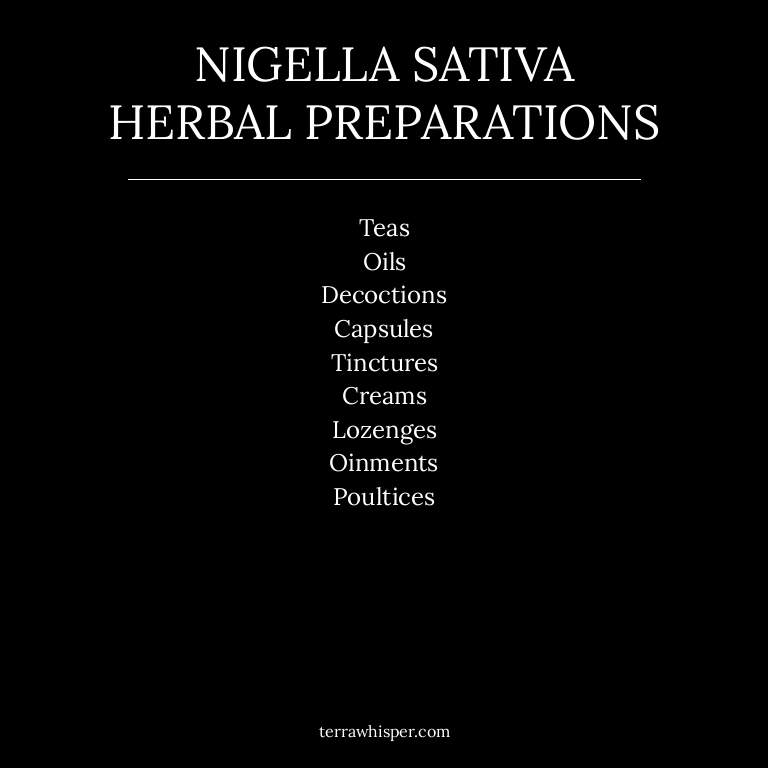 NIGELLA SATIVA
HERBAL PREPARATIONS
Teas
Oils
Decoctions
Capsules
Tinctures
Creams
Lozenges
Oinments
Poultices
terrawhisper.com